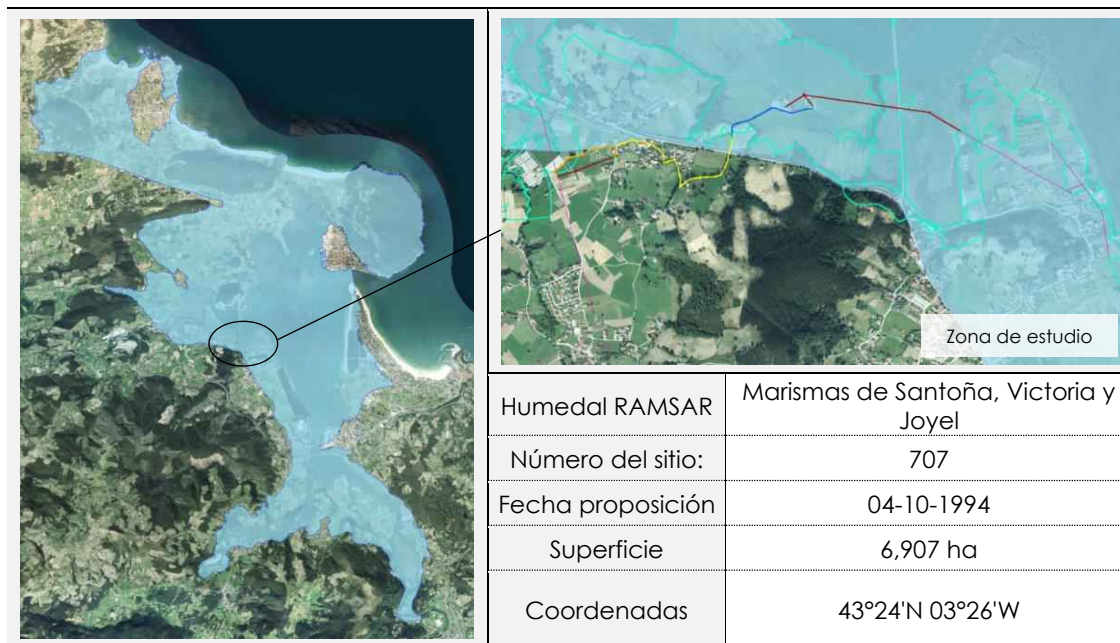 Zona de estudio
Humedal RAMSAR
Marismas de Santoña, Victoria y
Joyel
Número del sitio:
707
Fecha proposición
04-10-1994
Superficie
6,907 ha
Coordenadas
43°24'N 03°26'W